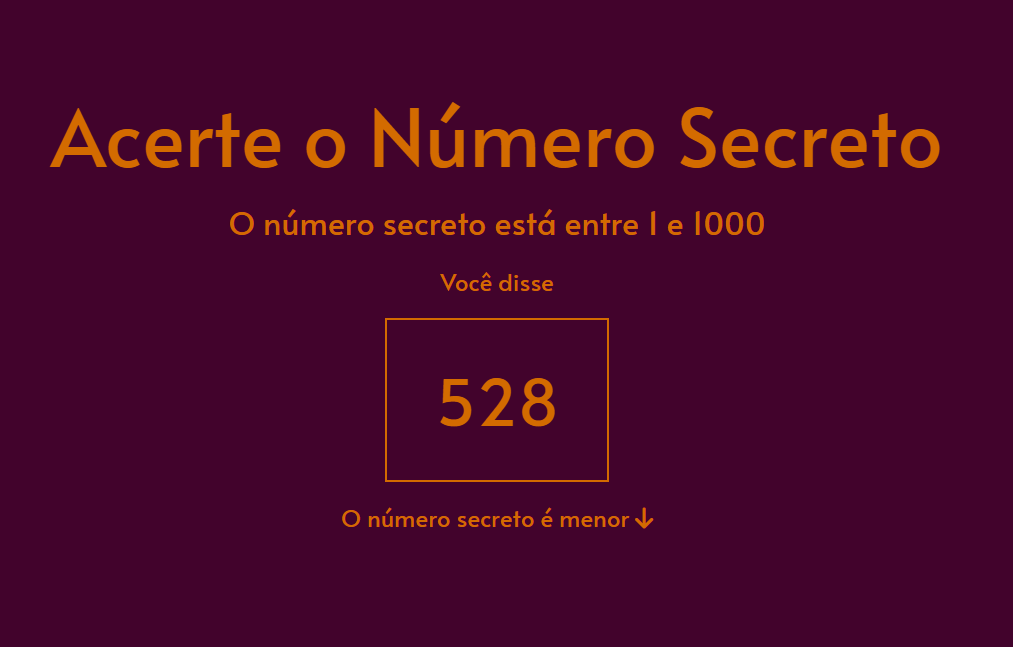 Acerte o Número Secreto
O número secreto está entre 1 e 1000
Você disse
528
O número secreto é menor ↓